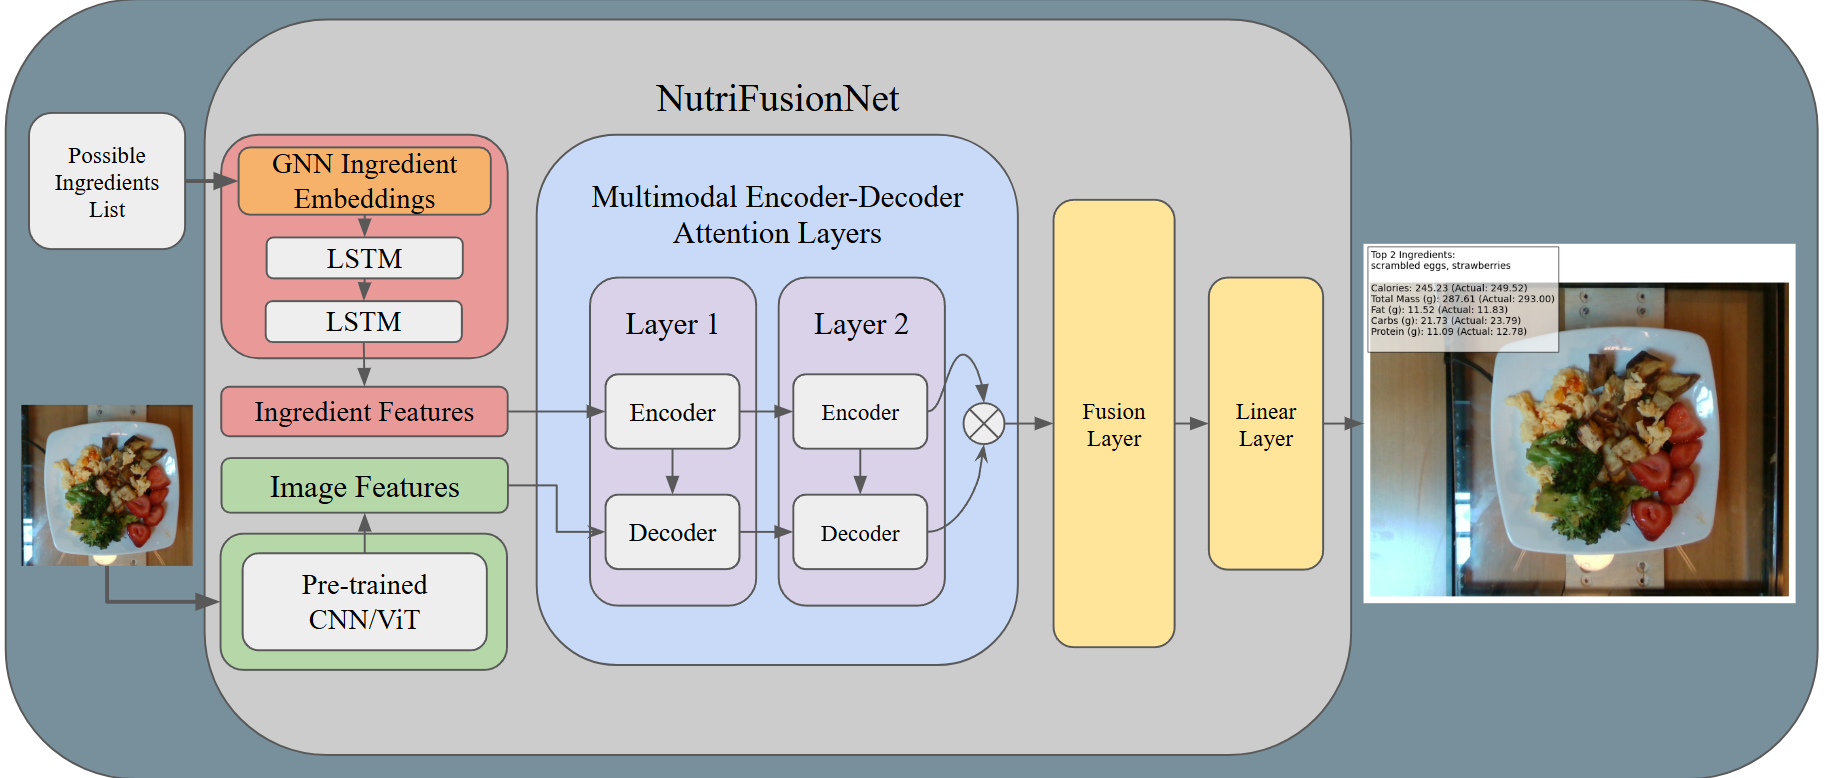 NutriFusionNet
Possible
Ingredients
List
GNN Ingredient
Embeddings
LSTM
LSTM
Ingredient Features
Image Features
Pre-trained
CNN/ViT
Multimodal Encoder-Decoder
Attention Layers
Layer 1
Encoder
Decoder
Layer 2
Encoder
Decoder
Fusion
Layer
Linear
Layer
Top 2 Ingredients:
scrambled eggs, strawberries
Calories: 245.23 (Actual: 249.52)
Total Mass (g): 287.61 (Actual: 293.00)
Fat (g): 11.52 (Actual: 11.83)
Carbs (g): 21.73 (Actual: 23.79)
Protein (g): 11.09 (Actual: 12.78)